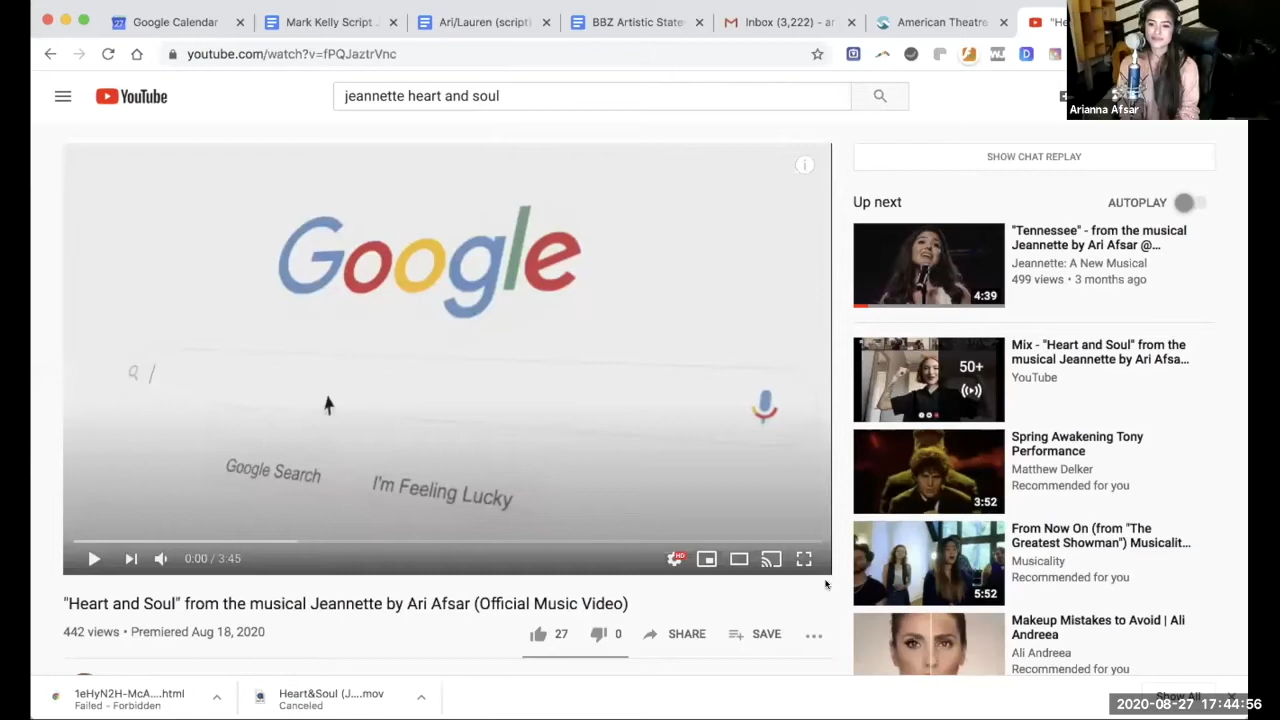 Google Calendar
Mark Kelly Script
Ari/Lauren (scripti
BBZ Artistic State
Inbox (3,222) - ar
American Theatre
"He
youtube.com/watch?v=fPQJaztrVnc
Arianna Afsar
YouTube
jeannette heart and soul
SHOW CHAT REPLAY
Up next
AUTOPLAY
Google
Google Search
I'm Feeling Lucky
0:00 / 3:45
HD
"Heart and Soul" from the musical Jeannette by Ari Afsar (Official Music Video)
442 views • Premiered Aug 18, 2020
27
0
SHARE
SAVE
"Tennessee" - from the musical
Jeannette by Ari Afsar @...
Jeannette: A New Musical
499 views • 3 months ago
4:39
Mix - "Heart and Soul" from the
musical Jeannette by Ari Afsa...
YouTube
50+
Spring Awakening Tony
Performance
Matthew Delker
Recommended for you
3:52
From Now On (from "The
Greatest Showman") Musicalit...
Musicality
Recommended for you
5:52
Makeup Mistakes to Avoid | Ali
Andreea
Ali Andreea
Recommended for you
1eHyN2H-McA....html
Failed - Forbidden
Heart&Soul (J....mov
Canceled
Show All
2020-08-27 17:44:56